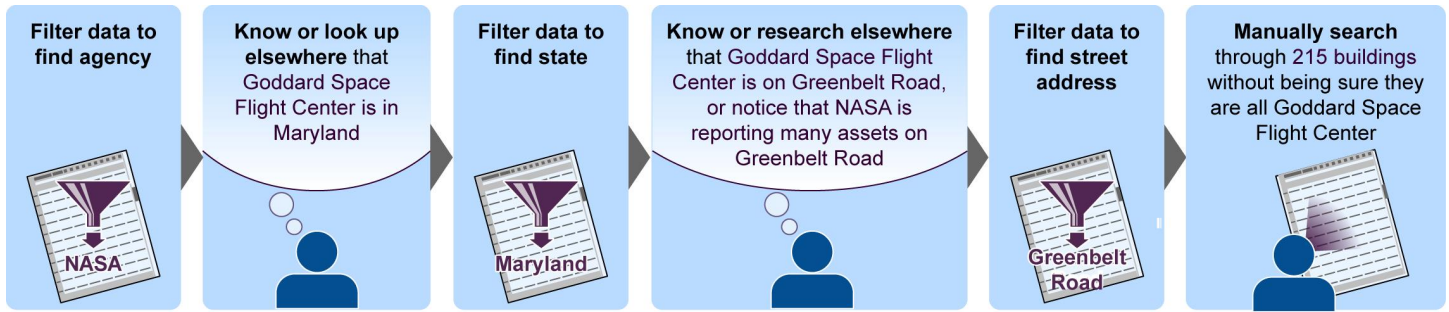 Filter data to
find agency
NASA
Know or look up
elsewhere that
Goddard Space
Flight Center is in
Maryland
Filter data to
find state
Maryland
Know or research elsewhere
that Goddard Space Flight
Center is on Greenbelt Road,
or notice that NASA is
reporting many assets on
Greenbelt Road
Filter data to
find street
address
Greenbelt
Road
Manually search
through 215 buildings
without being sure they
are all Goddard Space
Flight Center